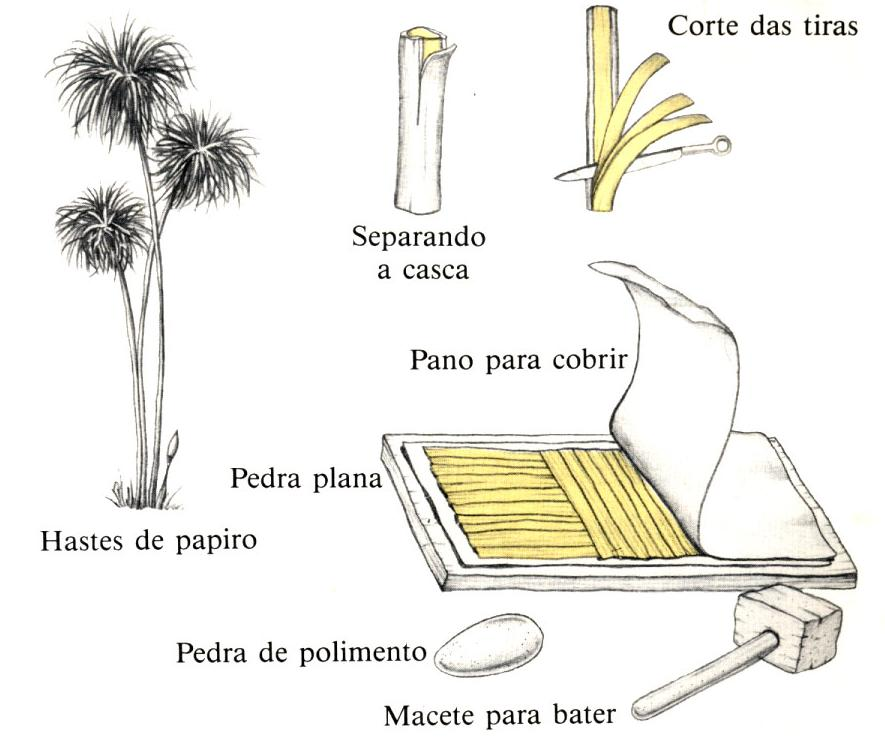 Corte das tiras
Separando
a casca
Pano para cobrir
Pedra plana
Hastes de papiro
Pedra de polimento
Macete para bater